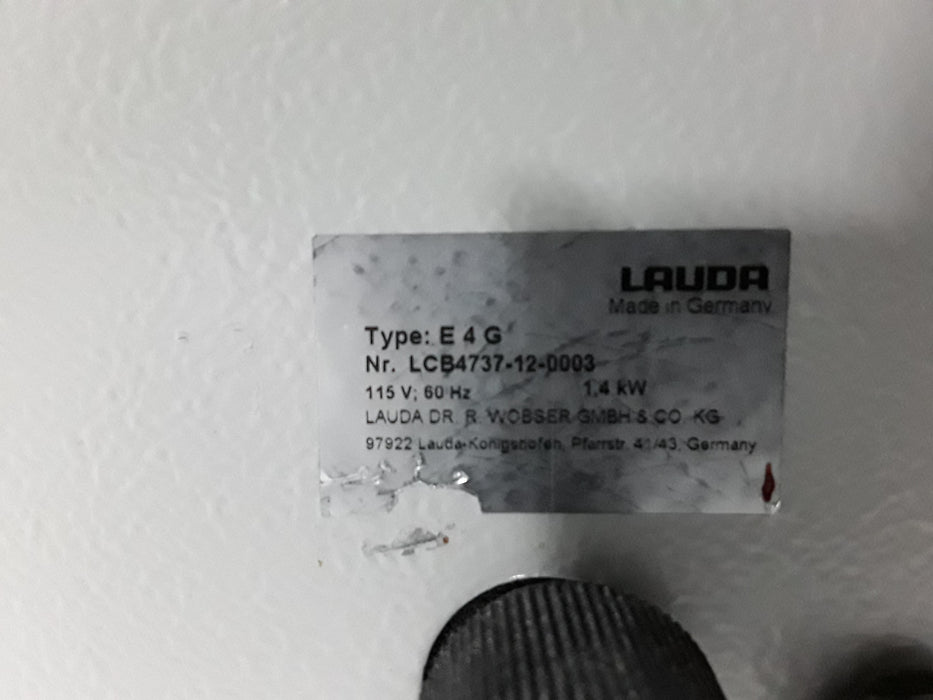 LAUDA
Made in Germany
Type: E 4 G
Nr. LCB4737-12-0003
115 V; 60 Hz 1,4 kW
LAUDA DR. R. WOBSER GMBH & CO. KG
97922 Lauda-Königshofen, Pfarrstr. 41/43, Germany